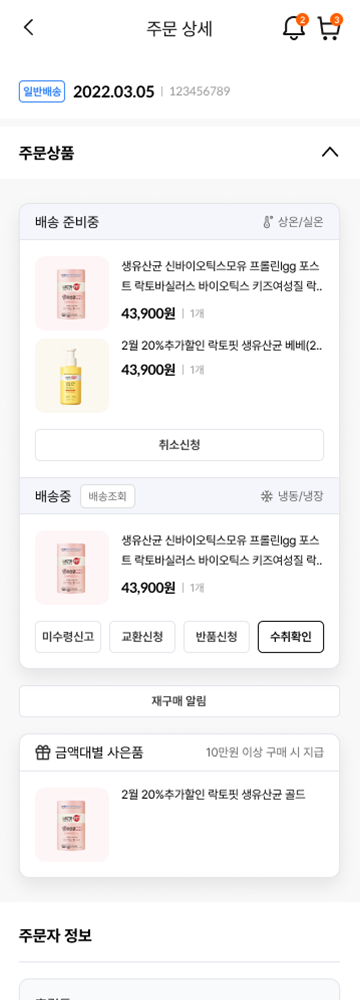 주문 상세
2
3
일반배송 2022.03.05 | 123456789
주문상품
배송 준비중 상온/실온
생유산균 신바이오틱스모유 프롤린lgg 포스
트 락토바실러스 바이오틱스 키즈여성질 락..
43,900원 | 1개
2월 20%추가할인 락토핏 생유산균 베베(2..
43,900원 | 1개
취소신청
배송중 배송조회 냉동/냉장
생유산균 신바이오틱스모유 프롤린lgg 포스
트 락토바실러스 바이오틱스 키즈여성질 락..
43,900원 | 1개
미수령신고 교환신청 반품신청 수취확인
재구매 알림
금액대별 사은품 10만원 이상 구매 시 지급
2월 20%추가할인 락토핏 생유산균 골드
주문자 정보